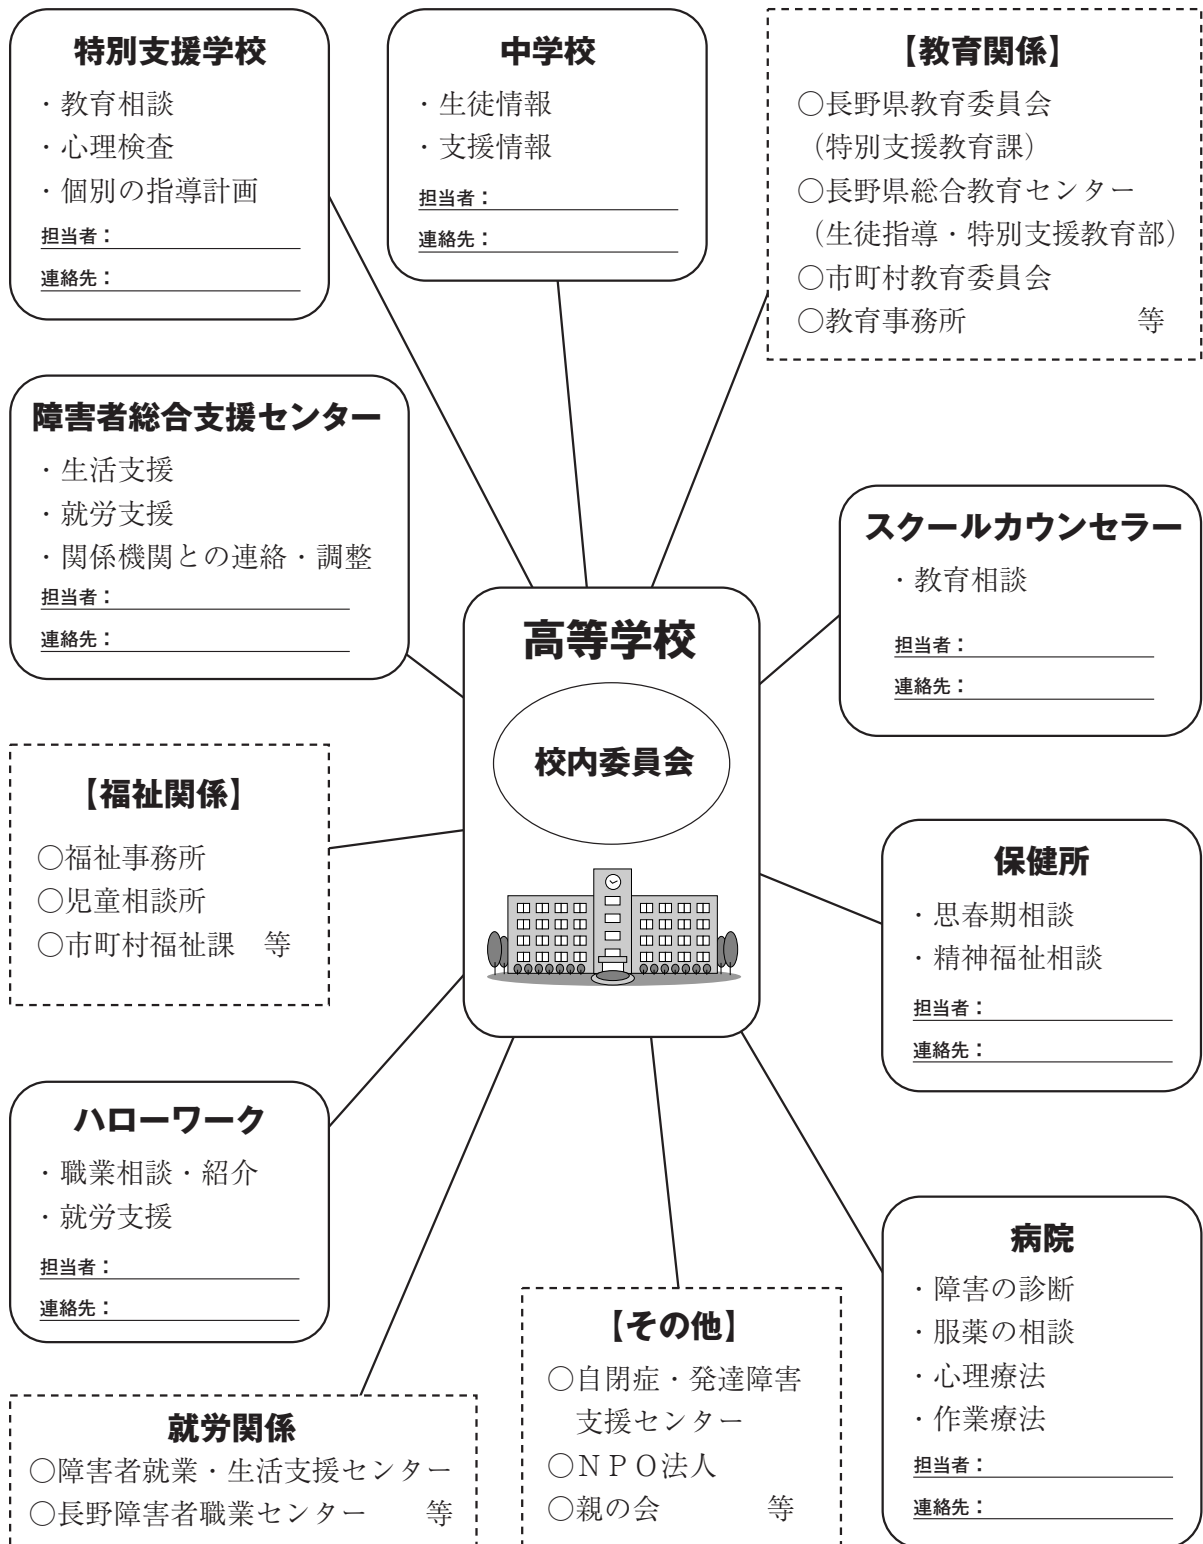 特別支援学校
・教育相談
・心理検査
・個別の指導計画
担当者：
連絡先：
中学校
・生徒情報
・支援情報
担当者：
連絡先：
【教育関係】
○長野県教育委員会
（特別支援教育課）
○長野県総合教育センター
（生徒指導・特別支援教育部）
○市町村教育委員会
○教育事務所　　　　　　等
障害者総合支援センター
・生活支援
・就労支援
・関係機関との連絡・調整
担当者：
連絡先：
スクールカウンセラー
・教育相談
担当者：
連絡先：
高等学校
校内委員会
【福祉関係】
○福祉事務所
○児童相談所
○市町村福祉課　等
保健所
・思春期相談
・精神福祉相談
担当者：
連絡先：
ハローワーク
・職業相談・紹介
・就労支援
担当者：
連絡先：
病院
・障害の診断
・服薬の相談
・心理療法
・作業療法
担当者：
連絡先：
就労関係
○障害者就業・生活支援センター
○長野障害者職業センター　　等
【その他】
○自閉症・発達障害
支援センター
○ＮＰＯ法人
○親の会　　　　等